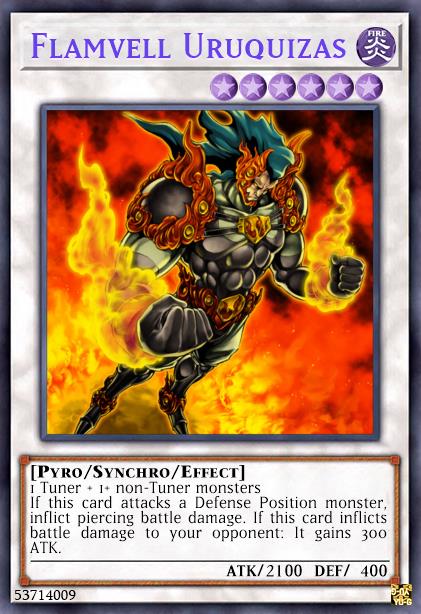 FLAMVELL URUQUIZAS
FIRE
炎
[PYRO/SYNCHRO/EFFECT]
1 Tuner + 1+ non-Tuner monsters
If this card attacks a Defense Position monster,
inflict piercing battle damage. If this card inflicts
battle damage to your opponent: It gains 300
ATK.
ATK/2100 DEF/ 400
53714009